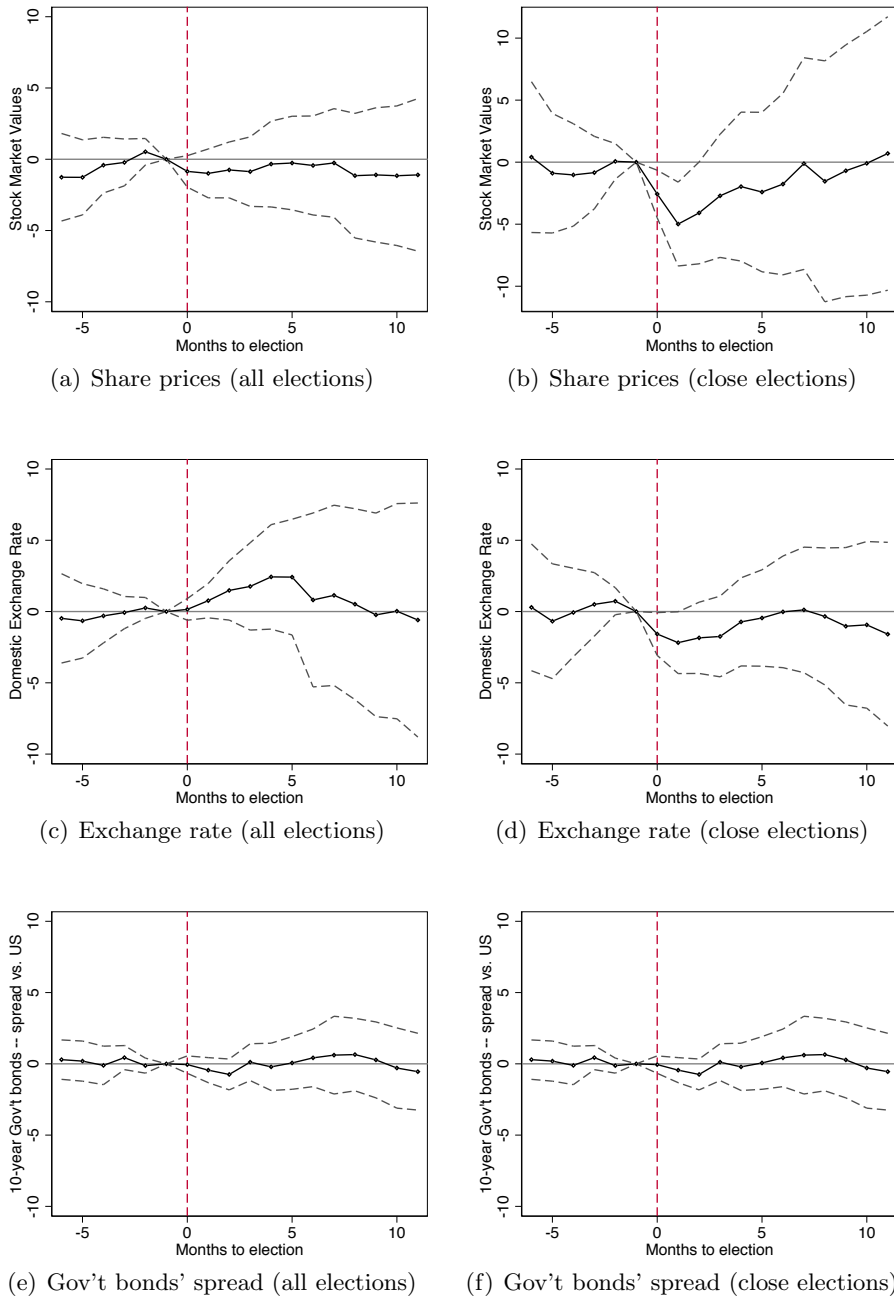 10
5
0
-5
-10
Stock Market Values
-5 0 5 10
Months to election
(a) Share prices (all elections)
10
5
0
-5
-10
Stock Market Values
-5 0 5 10
Months to election
(b) Share prices (close elections)
10
5
0
-5
-10
Domestic Exchange Rate
-5 0 5 10
Months to election
(c) Exchange rate (all elections)
10
5
0
-5
-10
Domestic Exchange Rate
-5 0 5 10
Months to election
(d) Exchange rate (close elections)
10
5
0
-5
-10
10-year Gov't bonds -- spread vs. US
-5 0 5 10
Months to election
(e) Gov't bonds' spread (all elections)
10
5
0
-5
-10
10-year Gov't bonds -- spread vs. US
-5 0 5 10
Months to election
(f) Gov't bonds' spread (close elections)